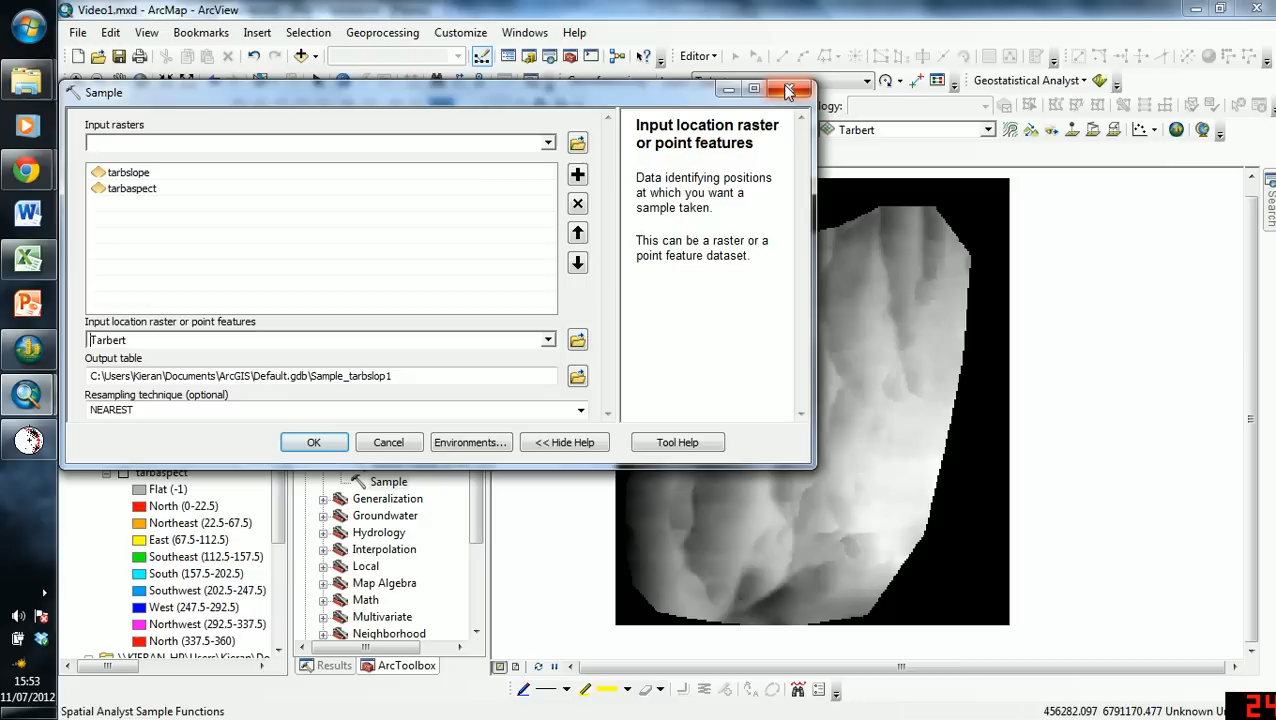 Video1.mxd - ArcMap - ArcView
File Edit View Bookmarks Insert Selection Geoprocessing Customize Windows Help
Editor
Geostatistical Analyst
Sample
Tarbert
Input rasters
tarbslope
tarbaspect
Input location raster or point features
Tarbert
Output table
C:\Users\Kieran\Documents\ArcGIS\Default.gdb\Sample_tarbslop1
Resampling technique (optional)
NEAREST
OK Cancel Environments... << Hide Help Tool Help
Input location raster
or point features
Data identifying positions
at which you want a
sample taken.
This can be a raster or a
point feature dataset.
Search
tarbaspect
Flat (-1)
North (0-22.5)
Northeast (22.5-67.5)
East (67.5-112.5)
Southeast (112.5-157.5)
South (157.5-202.5)
Southwest (202.5-247.5)
West (247.5-292.5)
Northwest (292.5-337.5)
North (337.5-360)
Sample
Generalization
Groundwater
Hydrology
Interpolation
Local
Map Algebra
Math
Multivariate
Neighborhood
Results ArcToolbox
15:53
11/07/2012
Spatial Analyst Sample Functions
456282.097 6791170.477 Unknown
24